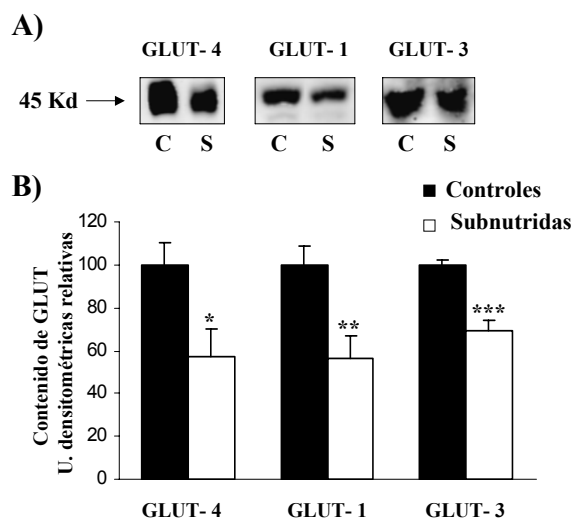 A)
GLUT- 4 GLUT- 1 GLUT- 3
45 Kd
C S C S C S
B)
Controles
Subnutridas
Contenido de GLUT
U. densitométricas relativas
120
100
80
60
40
20
0
* ** ***
GLUT- 4 GLUT- 1 GLUT- 3